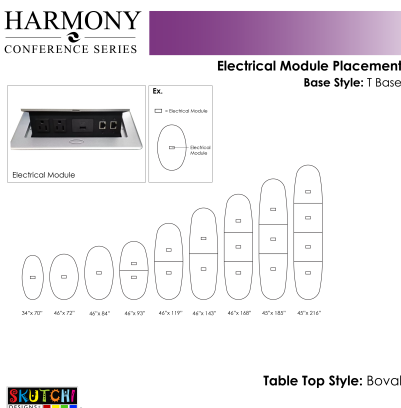 HARMONY
CONFERENCE SERIES
Electrical Module Placement
Base Style: T Base
Ex.
= Electrical Module
Electrical
Module
Electrical Module
34"x 70" 46"x 72" 46"x 84" 46"x 93" 46"x 119" 46"x 143" 46"x 168" 45"x 185" 45"x 216"
Table Top Style: Boval
SKUTCHI
DESIGNS